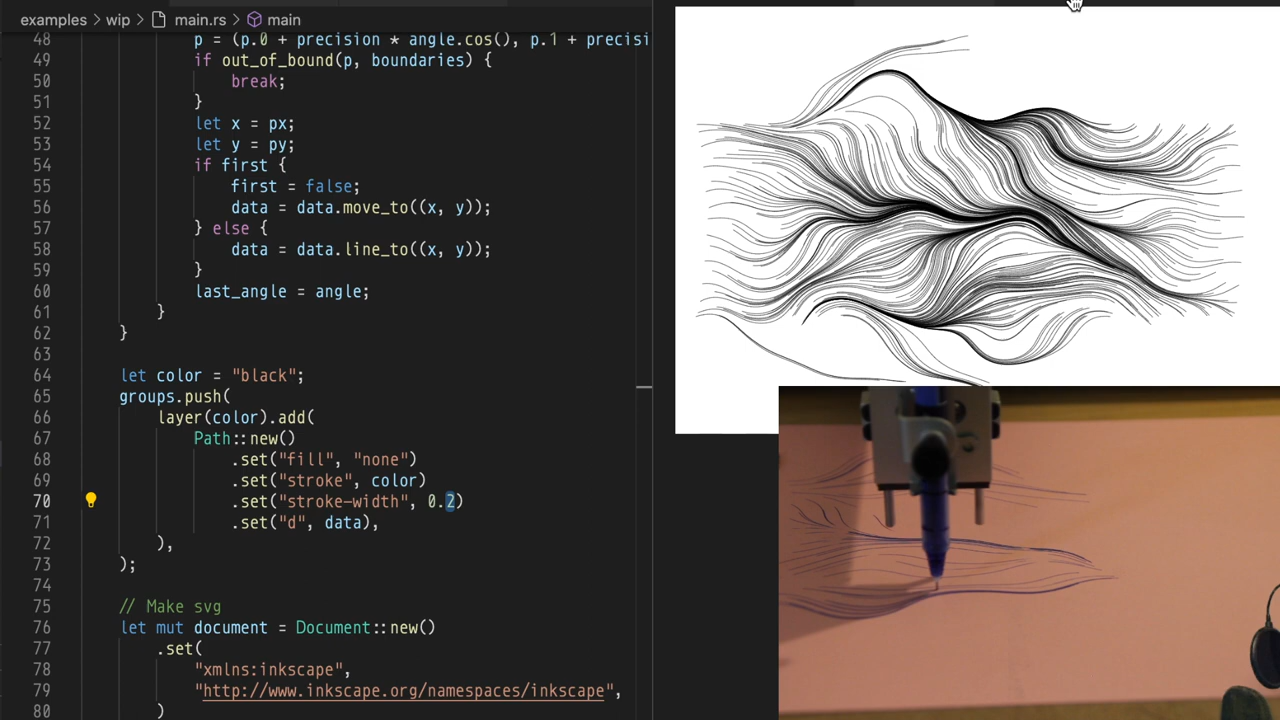 examples > wip > main.rs > main
48 p = (p.0 + precision * angle.cos(), p.1 + precisi
49 if out_of_bound(p, boundaries) {
50 break;
51 }
52 let x = px;
53 let y = py;
54 if first {
55 first = false;
56 data = data.move_to((x, y));
57 } else {
58 data = data.line_to((x, y));
59 }
60 last_angle = angle;
61 }
62 }
63
64 let color = "black";
65 groups.push(
66 layer(color).add(
67 Path::new()
68 .set("fill", "none")
69 .set("stroke", color)
70 .set("stroke-width", 0.2)
71 .set("d", data),
72 ),
73 );
74
75 // Make svg
76 let mut document = Document::new()
77 .set(
78 "xmlns:inkscape",
79 "http://www.inkscape.org/namespaces/inkscape",
80 )